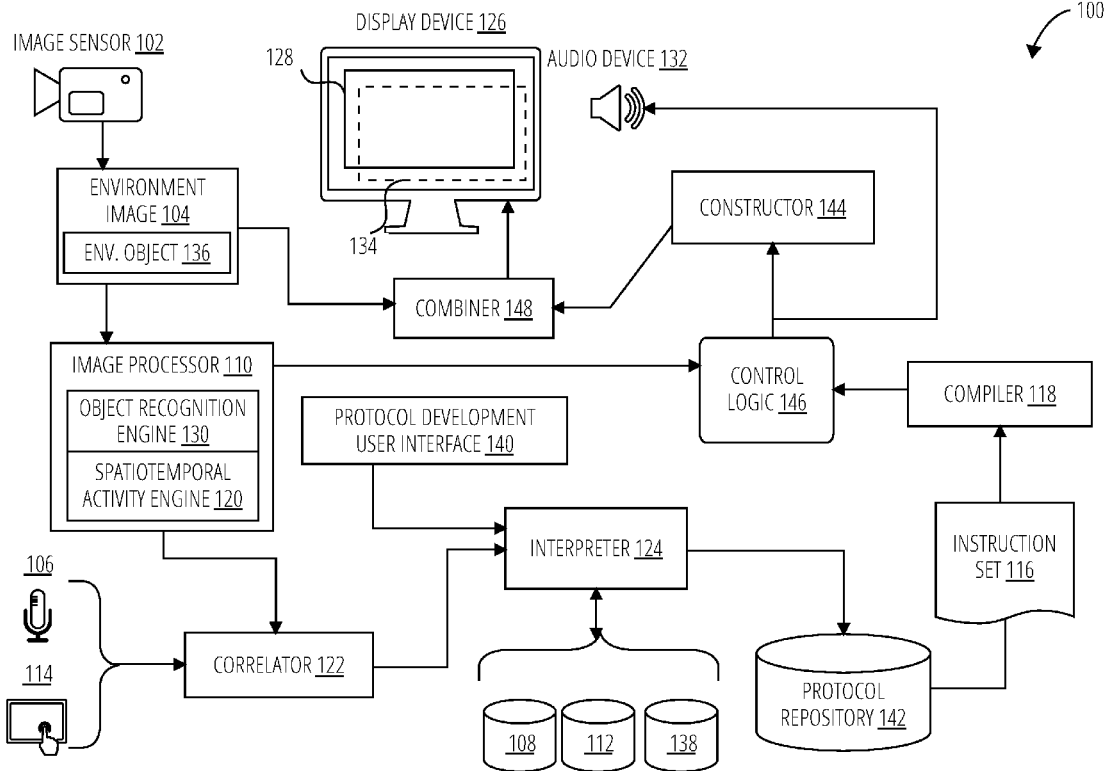 100
DISPLAY DEVICE 126
IMAGE SENSOR 102
AUDIO DEVICE 132
128
ENVIRONMENT
IMAGE 104
ENV. OBJECT 136
134
CONSTRUCTOR 144
COMBINER 148
IMAGE PROCESSOR 110
OBJECT RECOGNITION
ENGINE 130
SPATIOTEMPORAL
ACTIVITY ENGINE 120
CONTROL
LOGIC 146
COMPILER 118
PROTOCOL DEVELOPMENT
USER INTERFACE 140
INTERPRETER 124
INSTRUCTION
SET 116
106
114
CORRELATOR 122
PROTOCOL
REPOSITORY 142
108
112
138